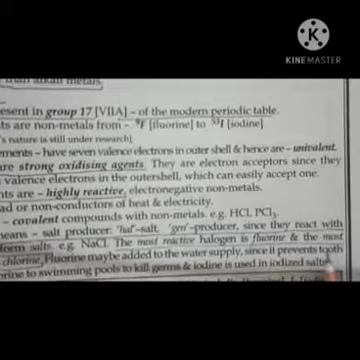 KINEMASTER
than alkali metals.
esent in group 17 [VIIA] – of the modern periodic table.
ts are non-metals from – ⁹F [fluorine] to ⁵³I [iodine]
's nature is still under research)
ements – have seven valence electrons in outer shell & hence are – univalent.
are strong oxidising agents. They are electron acceptors since they
valence electrons in the outershell, which can easily accept one.
nts are – highly reactive, electronegative non-metals.
ad or non-conductors of heat & electricity.
– covalent compounds with non-metals. e.g. HCl, PCl₃.
means – salt producer: 'hal'-salt, 'gen'-producer, since they react with
form salts. e.g. NaCl. The most reactive halogen is fluorine & the most
chlorine, Fluorine maybe added to the water supply, since it prevents tooth
orine to swimming pools to kill germs & iodine is used in iodized salts